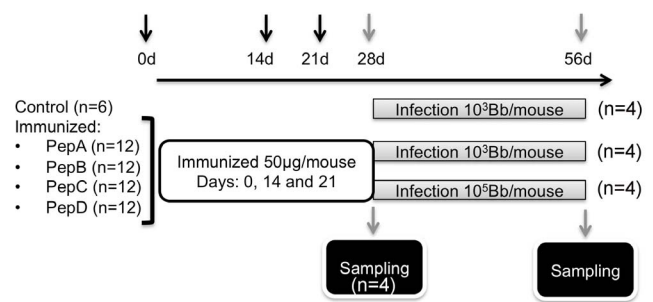 0d 14d 21d 28d 56d
Control (n=6)
Immunized:
• PepA (n=12)
• PepB (n=12)
• PepC (n=12)
• PepD (n=12)
Immunized 50µg/mouse
Days: 0, 14 and 21
Infection 10³Bb/mouse (n=4)
Infection 10³Bb/mouse (n=4)
Infection 10⁵Bb/mouse (n=4)
Sampling
(n=4)
Sampling